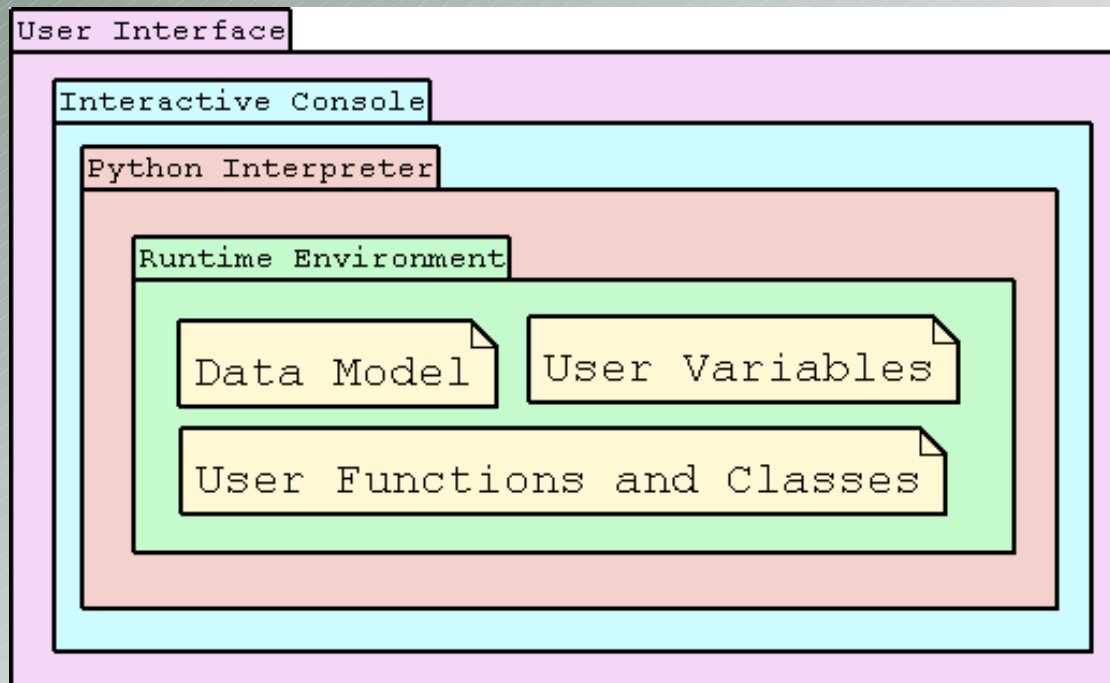 User Interface
Interactive Console
Python Interpreter
Runtime Environment
Data Model
User Variables
User Functions and Classes